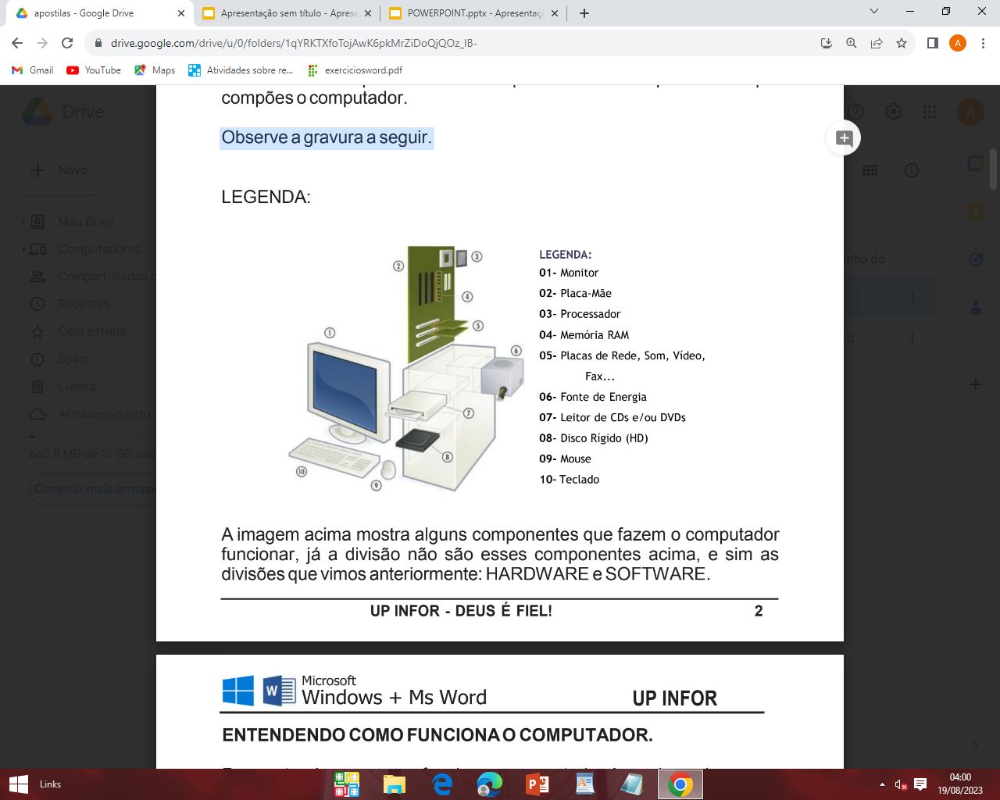 apostilas - Google Drive
Apresentação sem título - Aprese
POWERPOINT.pptx - Apresentaçã
drive.google.com/drive/u/0/folders/1qYRKTXfoTojAwK6pkMrZiDoQjQOz_IB-
A
Gmail
YouTube
Maps
Atividades sobre re...
exerciciosword.pdf
compões o computador.
Drive
A
Observe a gravura a seguir.
Novo
LEGENDA:
Meu Drive
Computadores
Compartilhados c
Recentes
Com estrela
Spam
Lixeira
Armazenamento
665,8 MB de 15 GB usa
Comprar mais armaze
nho do
MB
1
2
3
4
5
6
7
8
9
10
LEGENDA:
01- Monitor
02- Placa-Mãe
03- Processador
04- Memória RAM
05- Placas de Rede, Som, Vídeo,
Fax...
06- Fonte de Energia
07- Leitor de CDs e/ou DVDs
08- Disco Rígido (HD)
09- Mouse
10- Teclado
A imagem acima mostra alguns componentes que fazem o computador
funcionar, já a divisão não são esses componentes acima, e sim as
divisões que vimos anteriormente: HARDWARE e SOFTWARE.
UP INFOR - DEUS É FIEL! 2
W
Microsoft
Windows + Ms Word
UP INFOR
ENTENDENDO COMO FUNCIONA O COMPUTADOR.
Links
04:00
19/08/2023